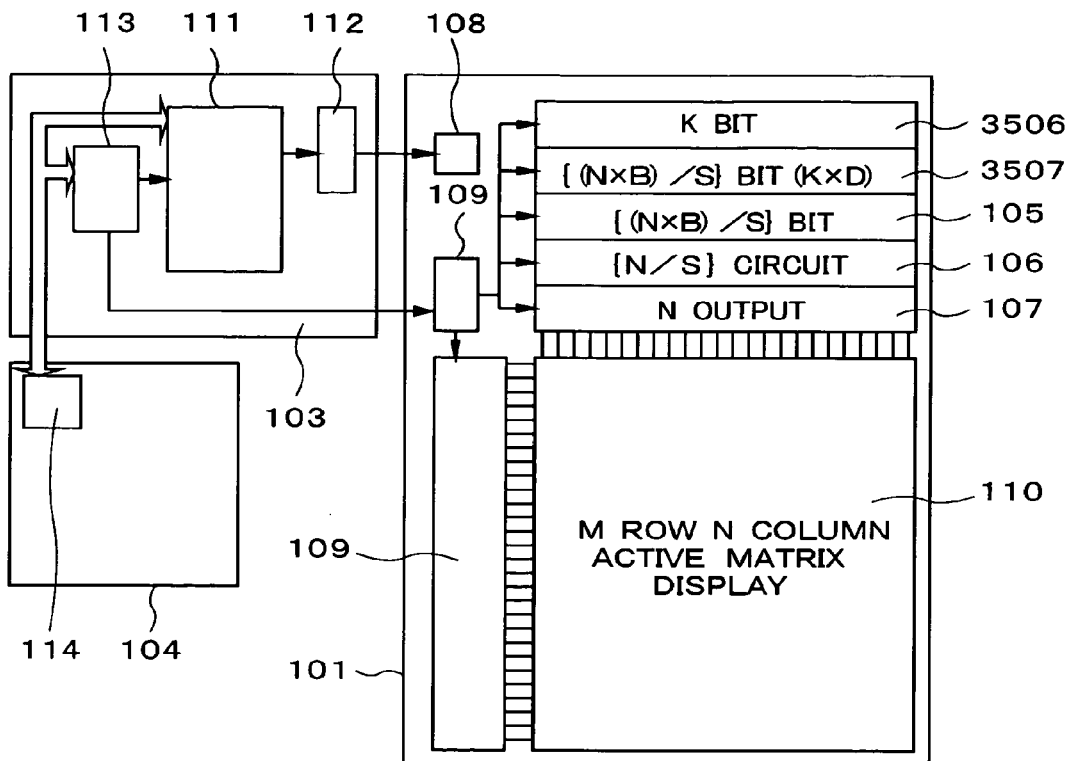 113
111
112
108
K BIT
3506
{(N×B)/S} BIT (K×D)
3507
109
{(N×B)/S} BIT
105
{N/S} CIRCUIT
106
N OUTPUT
107
103
114
104
109
101
M ROW N COLUMN
ACTIVE MATRIX
DISPLAY
110